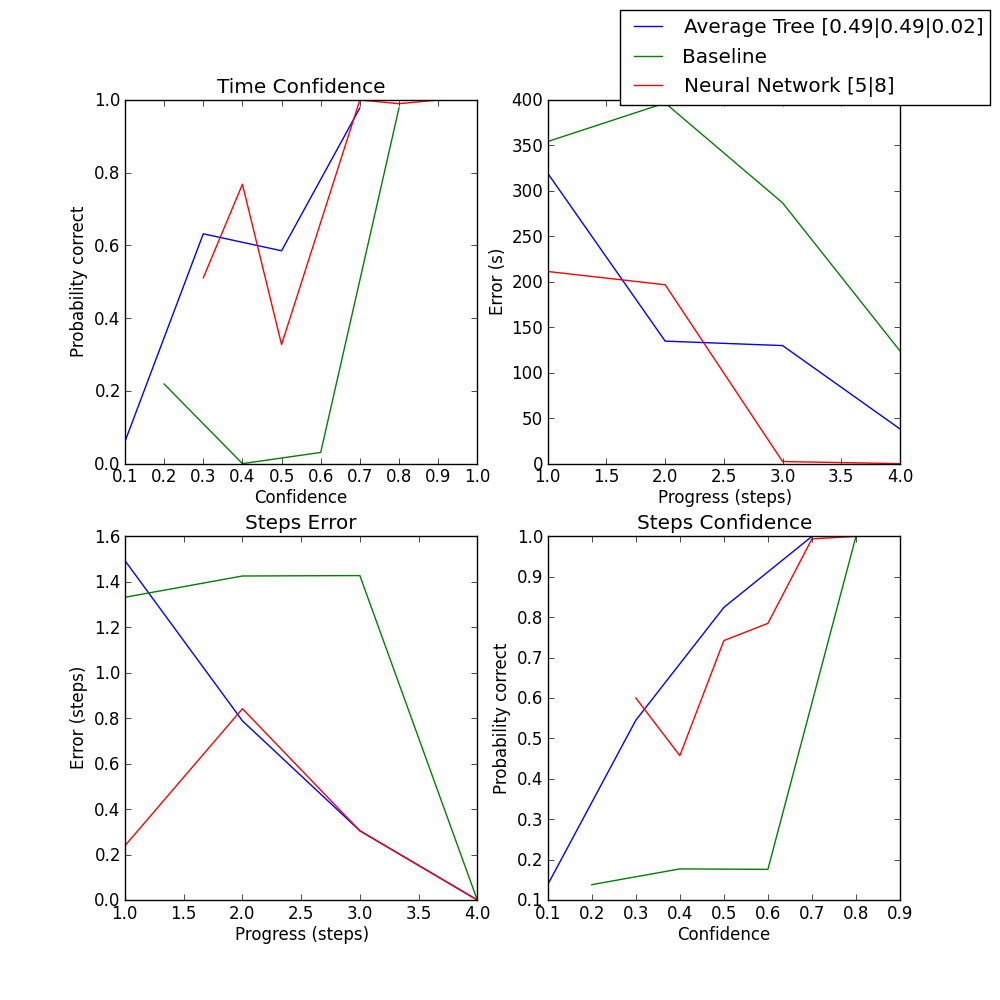 Average Tree [0.49|0.49|0.02]
Baseline
Neural Network [5|8]
Time Confidence
1.0
0.8
0.6
0.4
0.2
0.0
Probability correct
0.1 0.2 0.3 0.4 0.5 0.6 0.7 0.8 0.9 1.0
Confidence
400
350
300
250
200
150
100
50
0
Error (s)
1.0 1.5 2.0 2.5 3.0 3.5 4.0
Progress (steps)
Steps Error
1.6
1.4
1.2
1.0
0.8
0.6
0.4
0.2
0.0
Error (steps)
1.0 1.5 2.0 2.5 3.0 3.5 4.0
Progress (steps)
Steps Confidence
1.0
0.9
0.8
0.7
0.6
0.5
0.4
0.3
0.2
0.1
Probability correct
0.1 0.2 0.3 0.4 0.5 0.6 0.7 0.8 0.9
Confidence